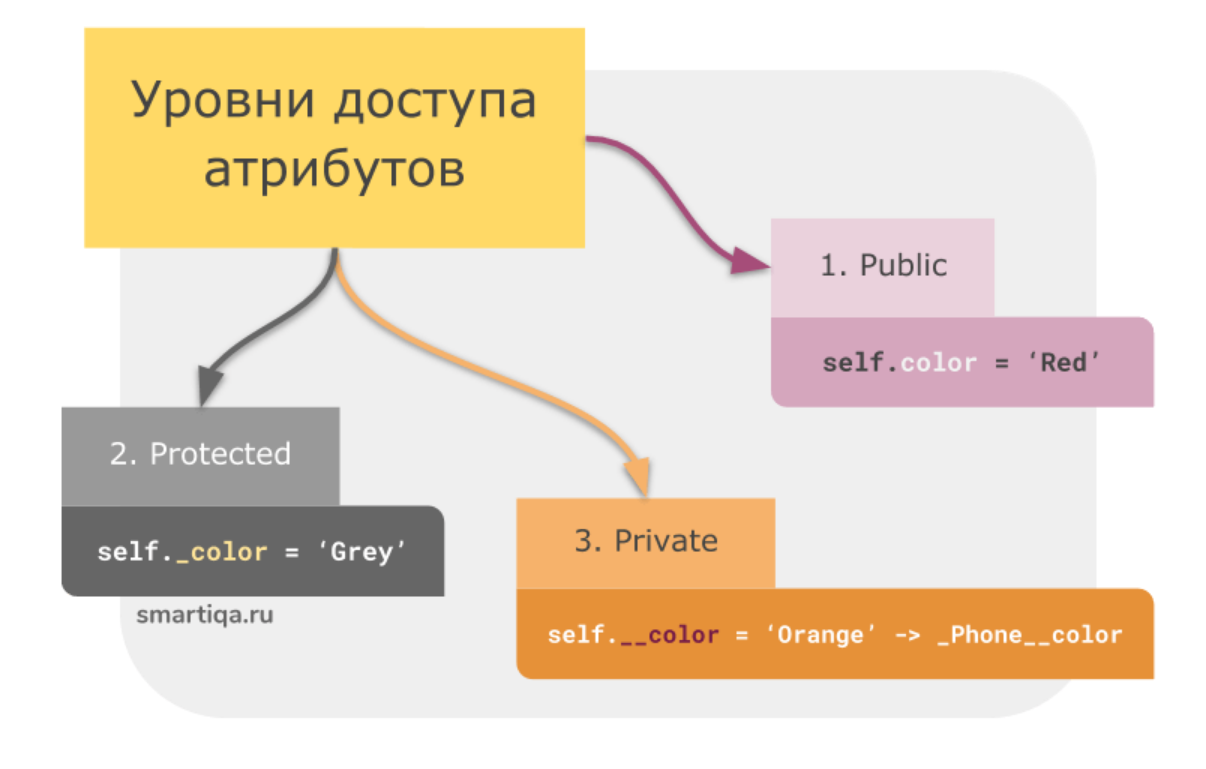 Уровни доступа
атрибутов
1. Public
self.color = ‘Red’
2. Protected
self._color = ‘Grey’
smartiqa.ru
3. Private
self.__color = ‘Orange’ -> _Phone__color